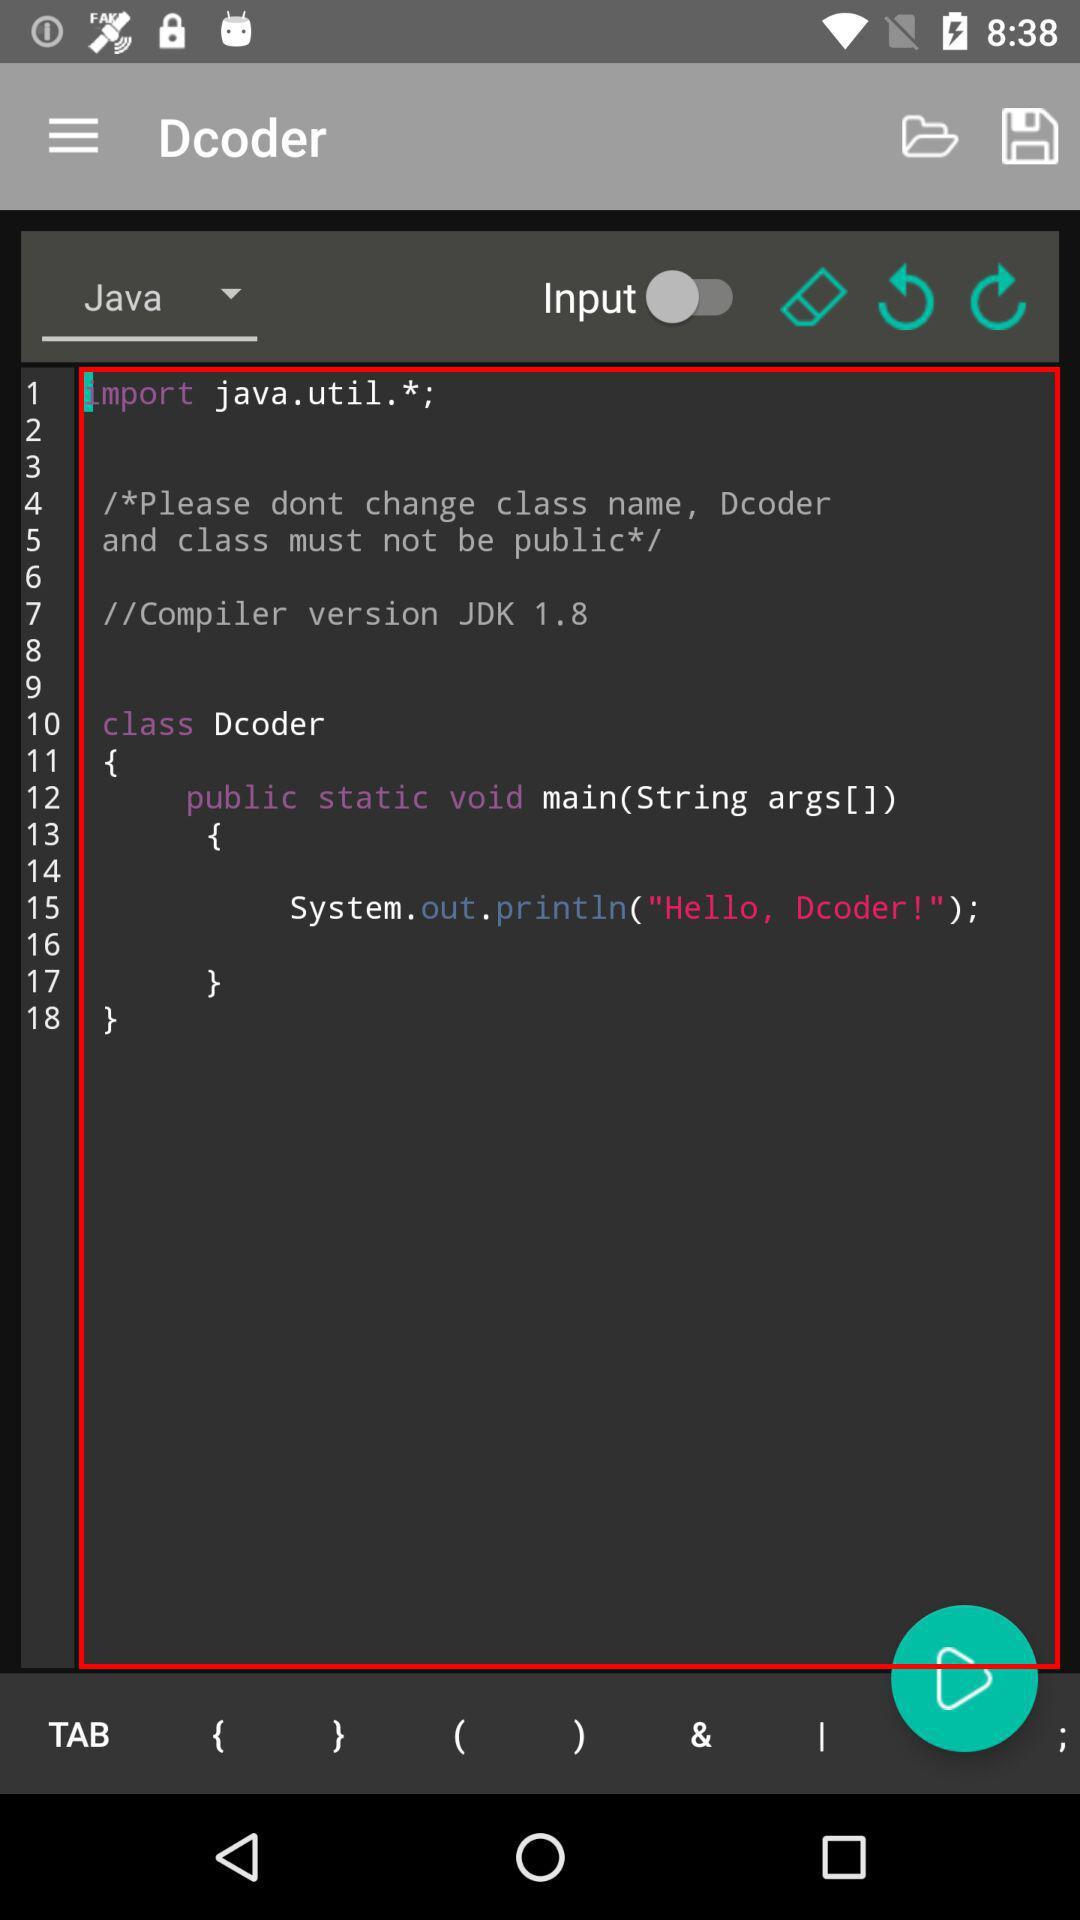 FAKE
8:38
Dcoder
Java
Input
1 import java.util.*;
2
3
4 /*Please dont change class name, Dcoder
5 and class must not be public*/
6
7 //Compiler version JDK 1.8
8
9
10 class Dcoder
11 {
12 public static void main(String args[])
13 {
14
15 System.out.println("Hello, Dcoder!");
16
17 }
18 }
TAB { } ( ) & | ;